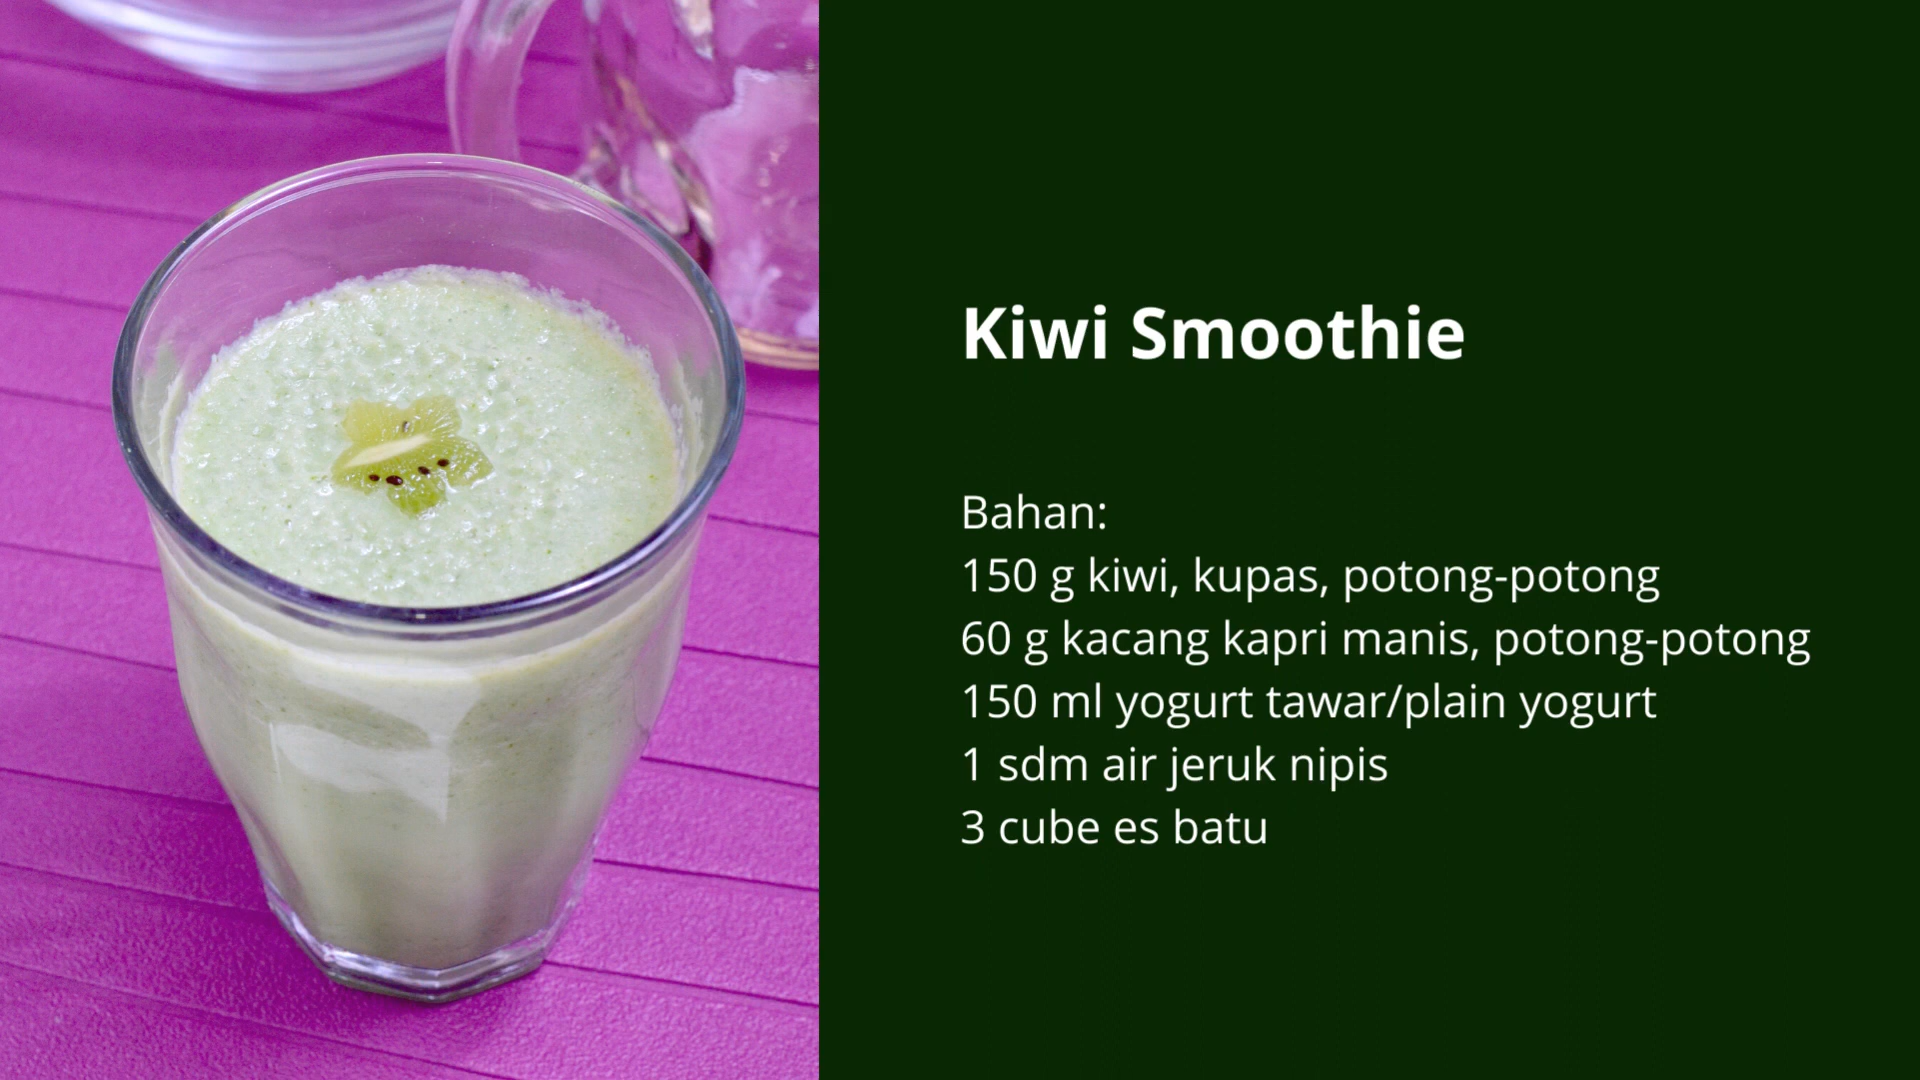 Kiwi Smoothie
Bahan:
150 g kiwi, kupas, potong-potong
60 g kacang kapri manis, potong-potong
150 ml yogurt tawar/plain yogurt
1 sdm air jeruk nipis
3 cube es batu